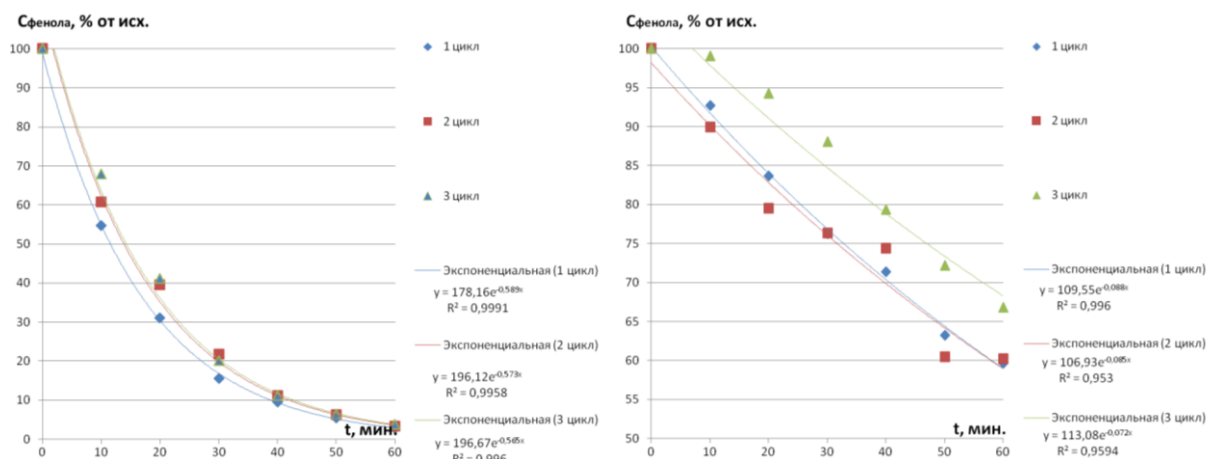 Cфенола, % от исх.
100
90
80
70
60
50
40
30
20
10
0
0 10 20 30 40 50 60
t, мин.
1 цикл
2 цикл
3 цикл
Экспоненциальная (1 цикл)
y = 178,16e-0,589x
R² = 0,9991
Экспоненциальная (2 цикл)
y = 196,12e-0,573x
R² = 0,9958
Экспоненциальная (3 цикл)
y = 196,67e-0,565x
R² = 0,996
Cфенола, % от исх.
100
95
90
85
80
75
70
65
60
55
50
0 10 20 30 40 50 60
t, мин.
1 цикл
2 цикл
3 цикл
Экспоненциальная (1 цикл)
y = 109,55e-0,088x
R² = 0,996
Экспоненциальная (2 цикл)
y = 106,93e-0,085x
R² = 0,953
Экспоненциальная (3 цикл)
y = 113,08e-0,072x
R² = 0,9594